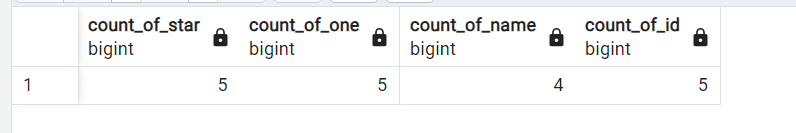 count_of_star count_of_one count_of_name count_of_id
bigint bigint bigint bigint
1 5 5 4 5